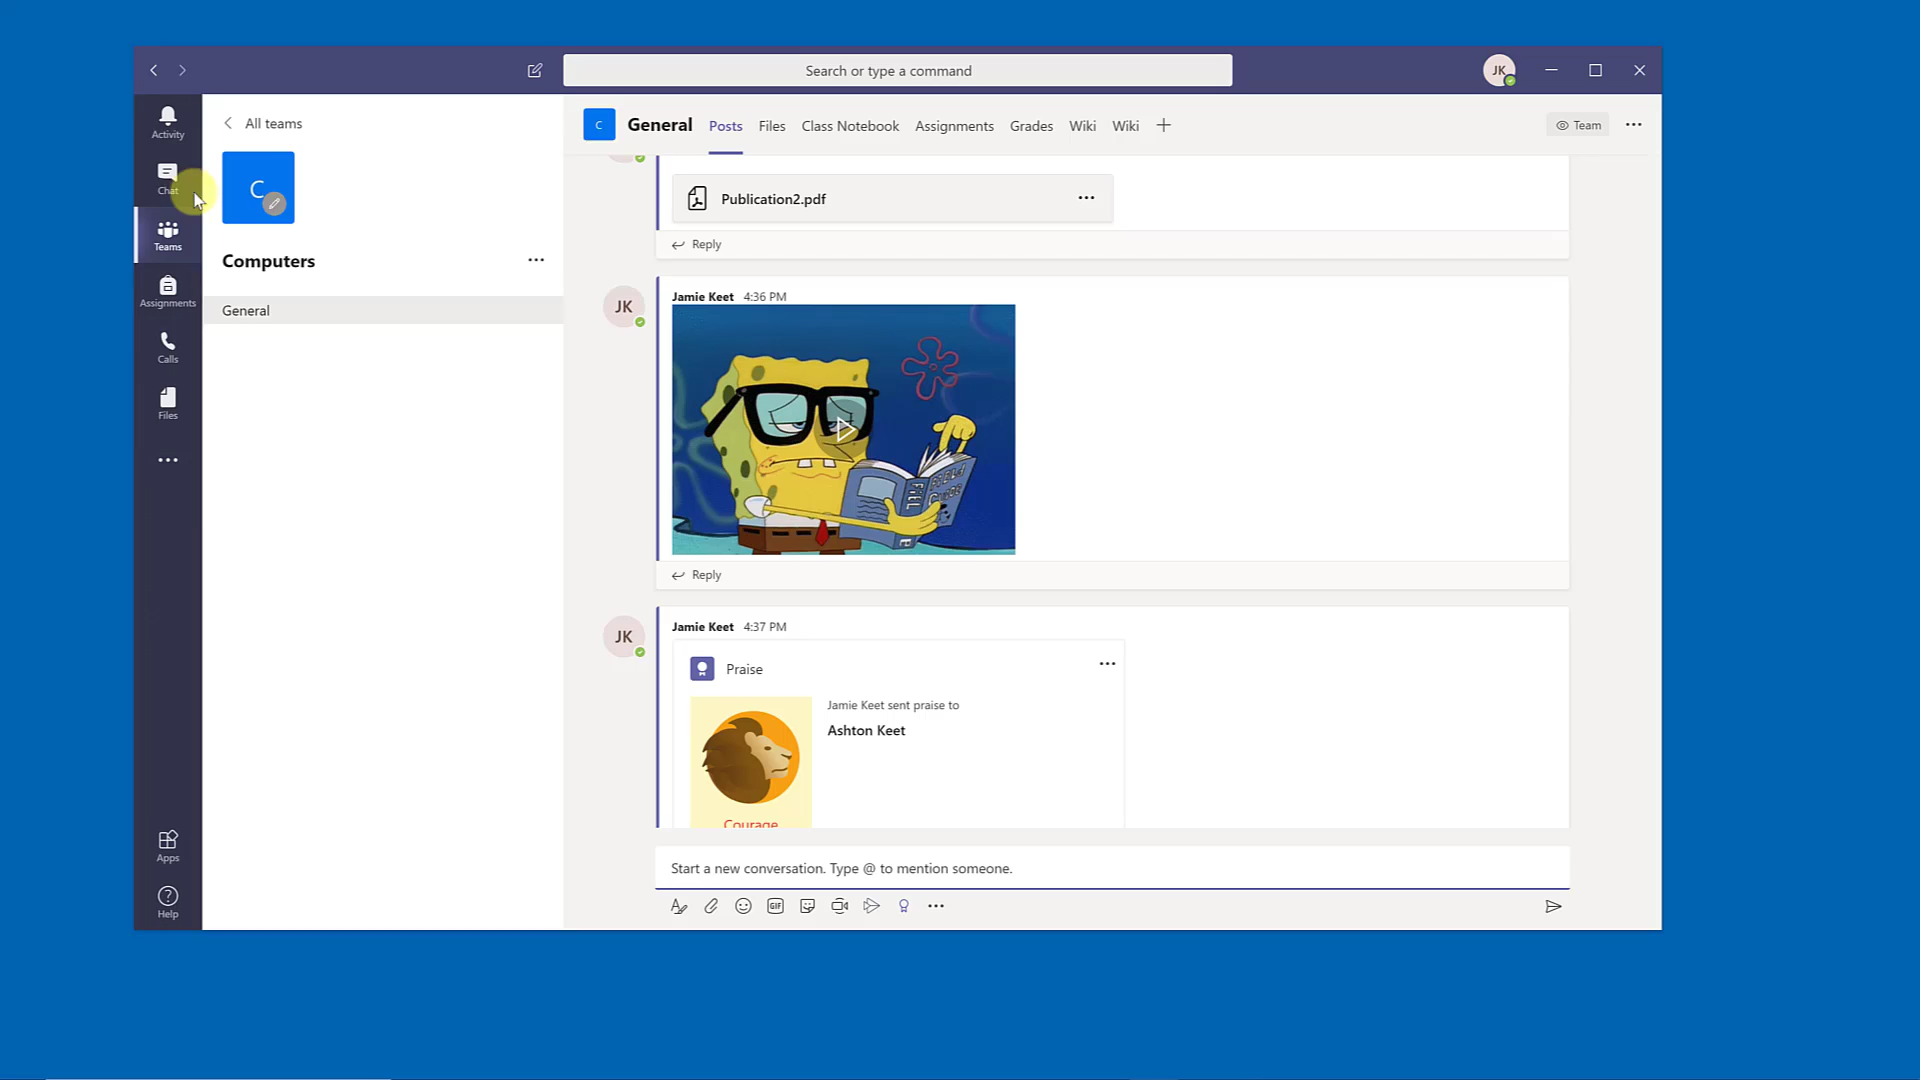 Search or type a command
JK
Activity
Chat
Teams
Assignments
Calls
Files
Apps
Help
All teams
C
Computers
General
C
General
Posts
Files
Class Notebook
Assignments
Grades
Wiki
Wiki
Team
Publication2.pdf
Reply
JK
Jamie Keet 4:36 PM
FIELD GUIDE
Reply
JK
Jamie Keet 4:37 PM
Praise
Jamie Keet sent praise to
Ashton Keet
Courage
Start a new conversation. Type @ to mention someone.
GIF